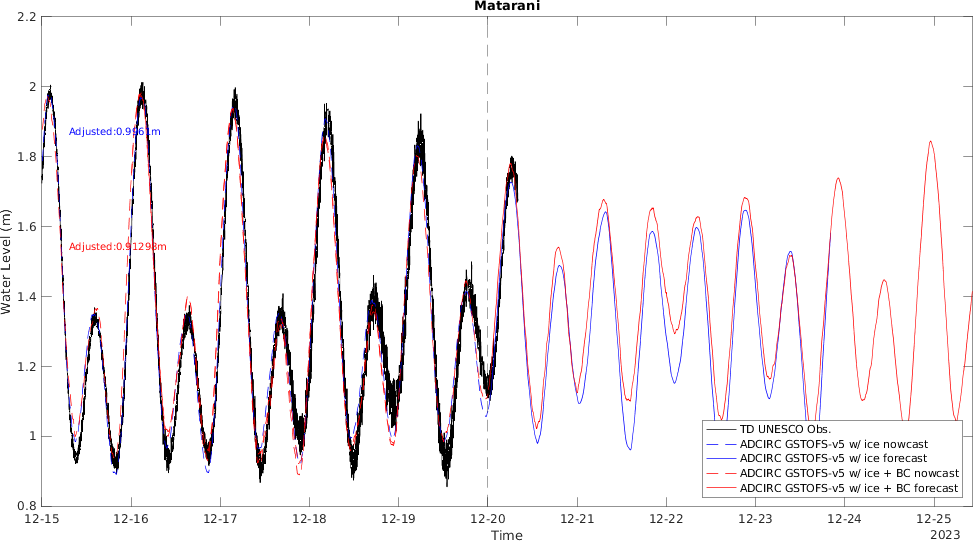 Matarani
2.2
2
1.8
1.6
1.4
1.2
1
0.8
Water Level (m)
Adjusted:0.9961m
Adjusted:0.91298m
12-15
12-16
12-17
12-18
12-19
12-20
12-21
12-22
12-23
12-24
12-25
2023
Time
TD UNESCO Obs.
ADCIRC GSTOFS-v5 w/ ice nowcast
ADCIRC GSTOFS-v5 w/ ice forecast
ADCIRC GSTOFS-v5 w/ ice + BC nowcast
ADCIRC GSTOFS-v5 w/ ice + BC forecast